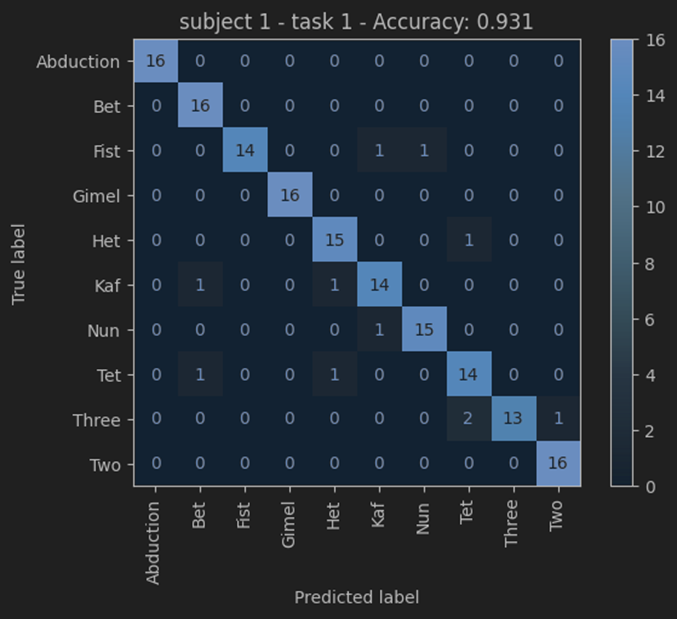 subject 1 - task 1 - Accuracy: 0.931
True label
Abduction 16 0 0 0 0 0 0 0 0 0
Bet 0 16 0 0 0 0 0 0 0 0
Fist 0 0 14 0 0 1 1 0 0 0
Gimel 0 0 0 16 0 0 0 0 0 0
Het 0 0 0 0 15 0 0 1 0 0
Kaf 0 1 0 0 1 14 0 0 0 0
Nun 0 0 0 0 0 1 15 0 0 0
Tet 0 1 0 0 1 0 0 14 0 0
Three 0 0 0 0 0 0 0 2 13 1
Two 0 0 0 0 0 0 0 0 0 16
Abduction Bet Fist Gimel Het Kaf Nun Tet Three Two
Predicted label
16
14
12
10
8
6
4
2
0